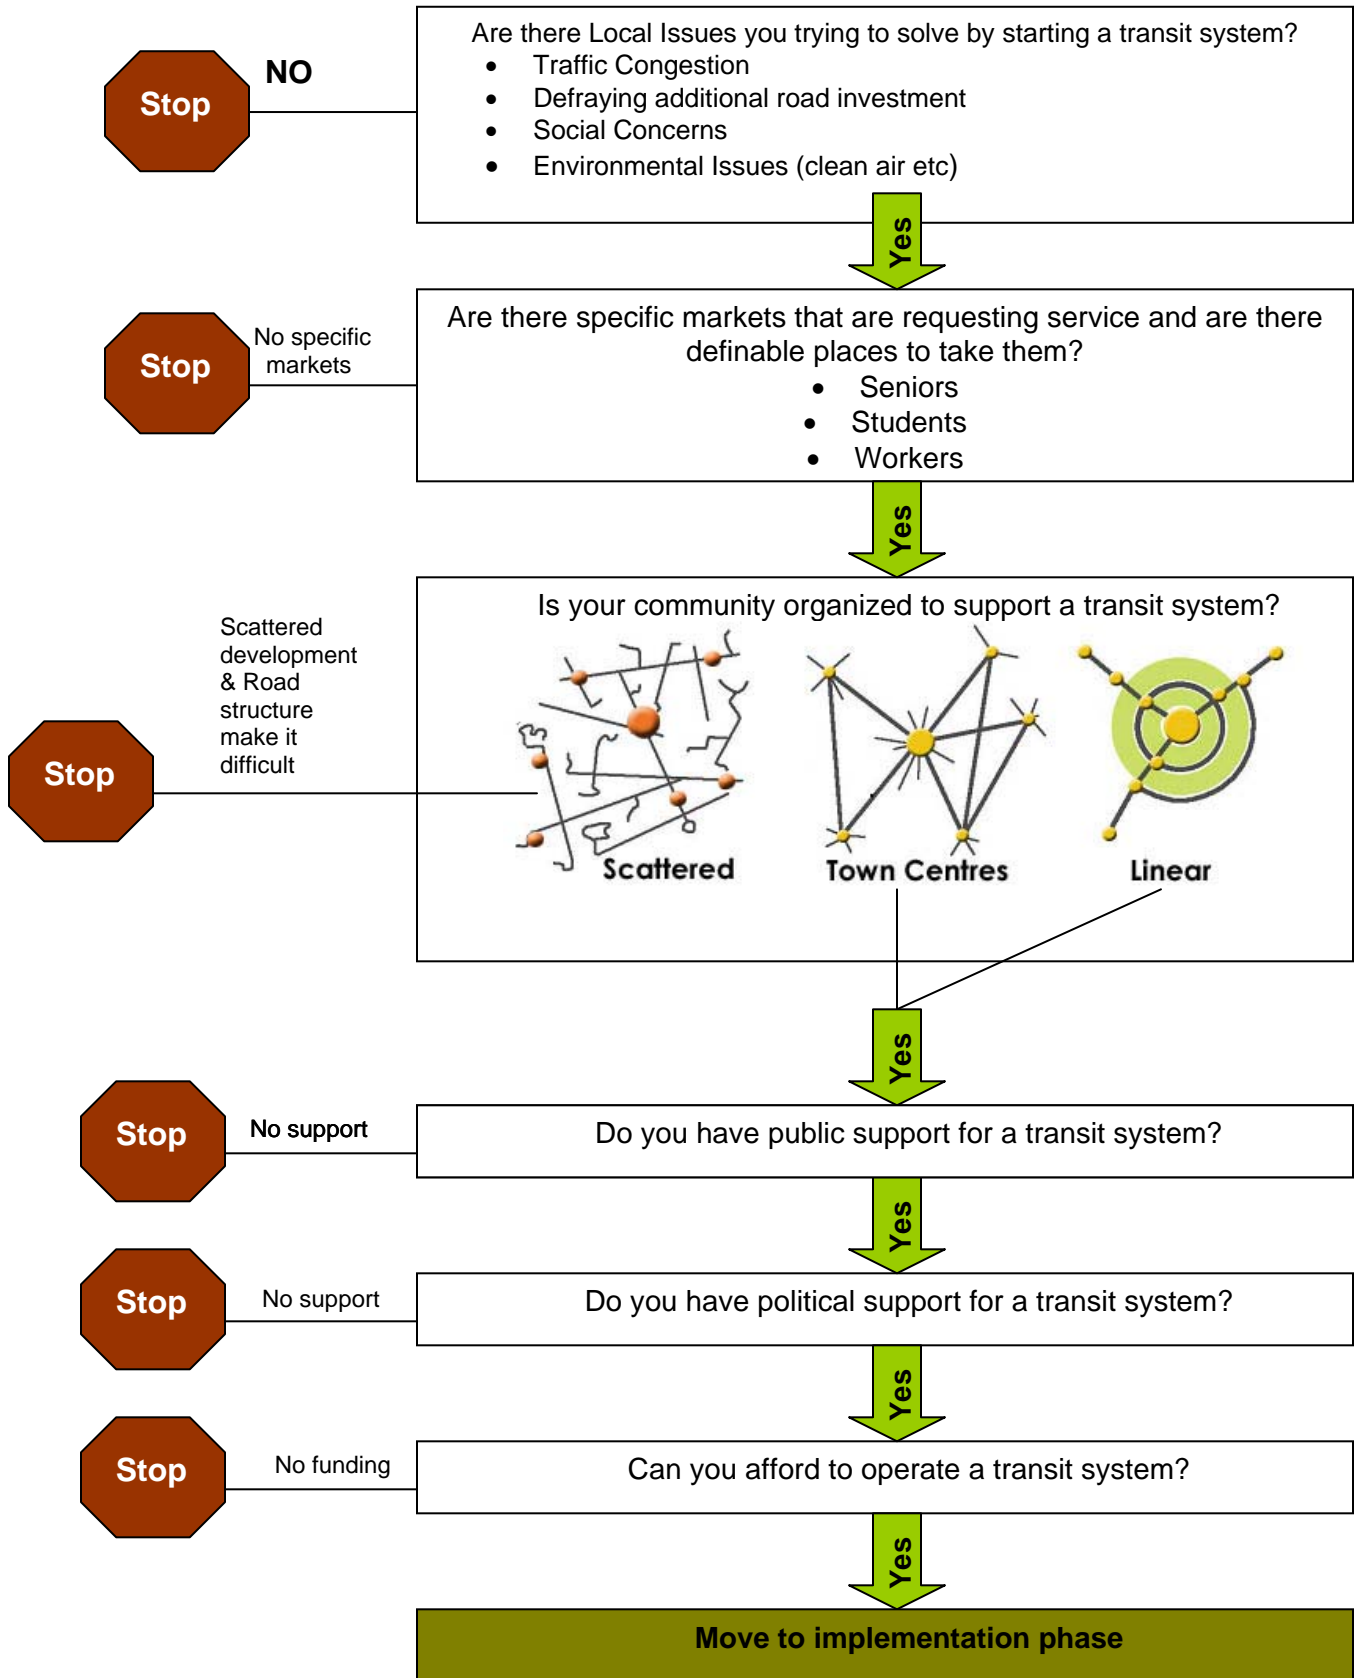 Are there Local Issues you trying to solve by starting a transit system?
• Traffic Congestion
• Defraying additional road investment
• Social Concerns
• Environmental Issues (clean air etc)
NO
Stop
Yes
Are there specific markets that are requesting service and are there
definable places to take them?
• Seniors
• Students
• Workers
No specific
markets
Stop
Yes
Is your community organized to support a transit system?
Scattered
development
& Road
structure
make it
difficult
Stop
Scattered
Town Centres
Linear
Yes
Do you have public support for a transit system?
No support
Stop
Yes
Do you have political support for a transit system?
No support
Stop
Yes
Can you afford to operate a transit system?
No funding
Stop
Yes
Move to implementation phase